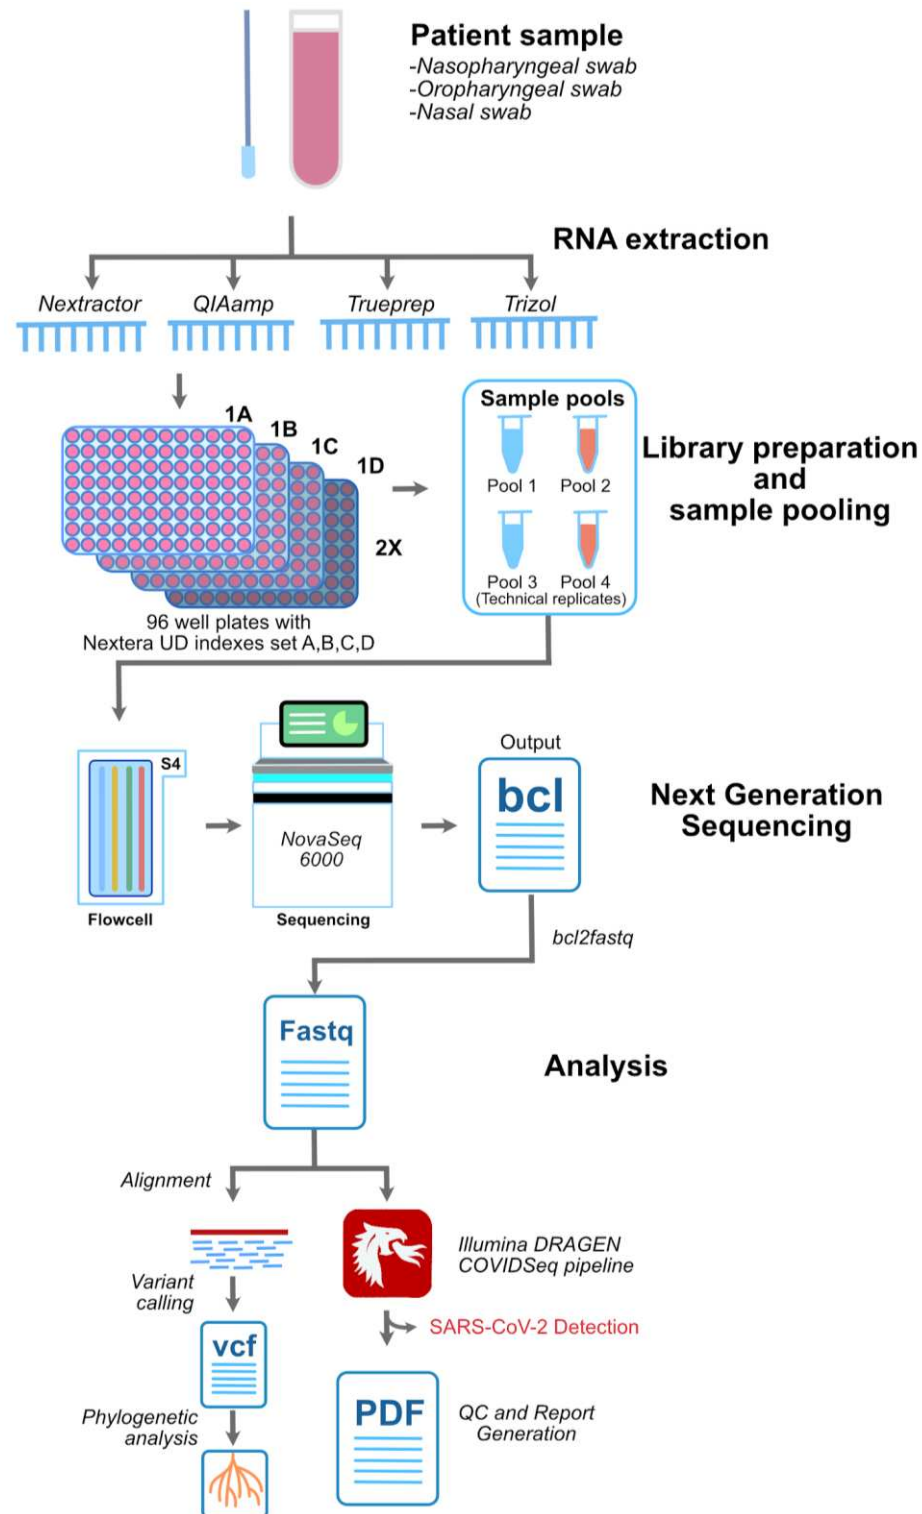 Patient sample
-Nasopharyngeal swab
-Oropharyngeal swab
-Nasal swab
RNA extraction
Nextractor
QIAamp
Trueprep
Trizol
1A
1B
1C
1D
2X
96 well plates with
Nextera UD indexes set A,B,C,D
Sample pools
Pool 1
Pool 2
Pool 3
Pool 4
(Technical replicates)
Library preparation
and
sample pooling
S4
Flowcell
NovaSeq
6000
Sequencing
Output
bcl
Next Generation
Sequencing
bcl2fastq
Fastq
Analysis
Alignment
Illumina DRAGEN
COVIDSeq pipeline
Variant
calling
SARS-CoV-2 Detection
vcf
PDF
QC and Report
Generation
Phylogenetic
analysis